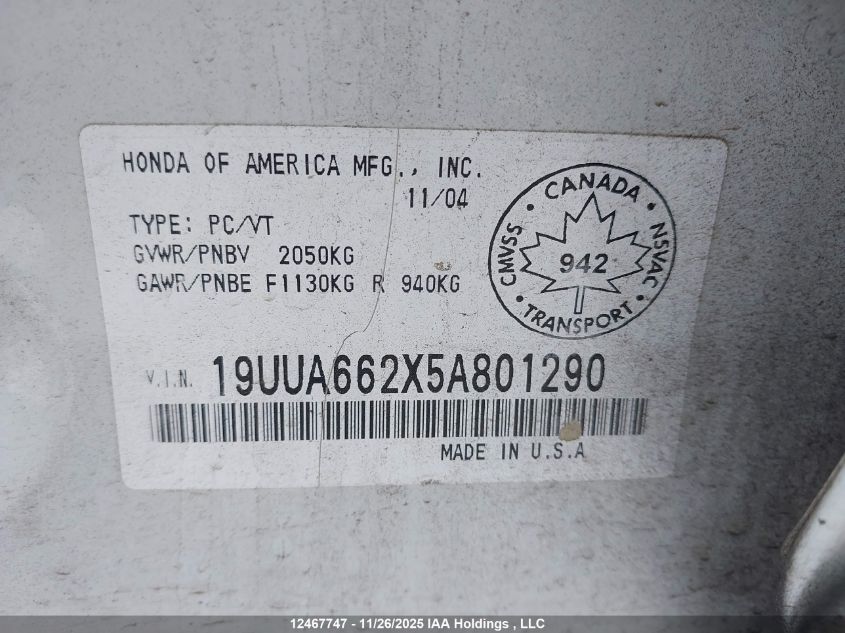 HONDA OF AMERICA MFG., INC.
11/04
TYPE: PC/VT
GVWR/PNBV 2050KG
GAWR/PNBE F1130KG R 940KG
CANADA
CMVSS
942
NSVAC
TRANSPORT
V.I.N. 19UUA662X5A801290
MADE IN U.S.A
12467747 - 11/26/2025 IAA Holdings , LLC